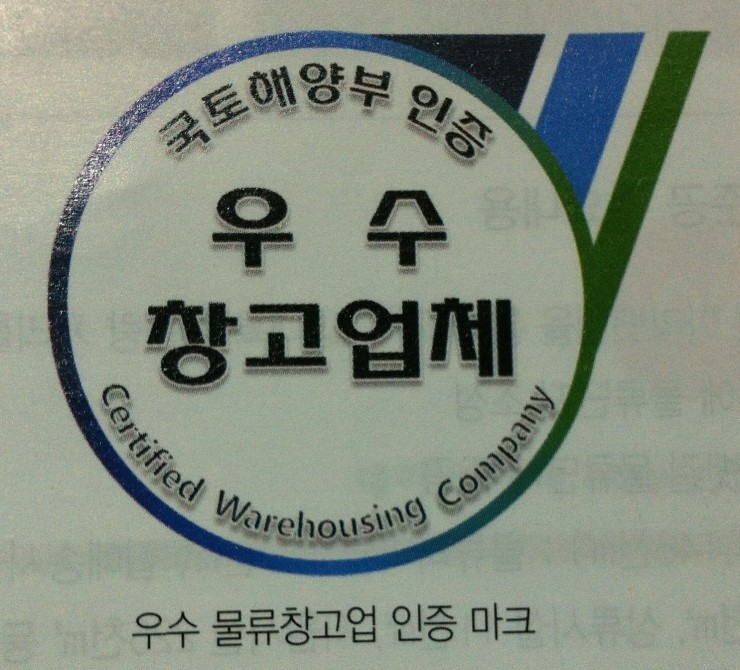 국토해양부 인증
우 수
창고업체
Certified Warehousing Company
우수 물류창고업 인증 마크